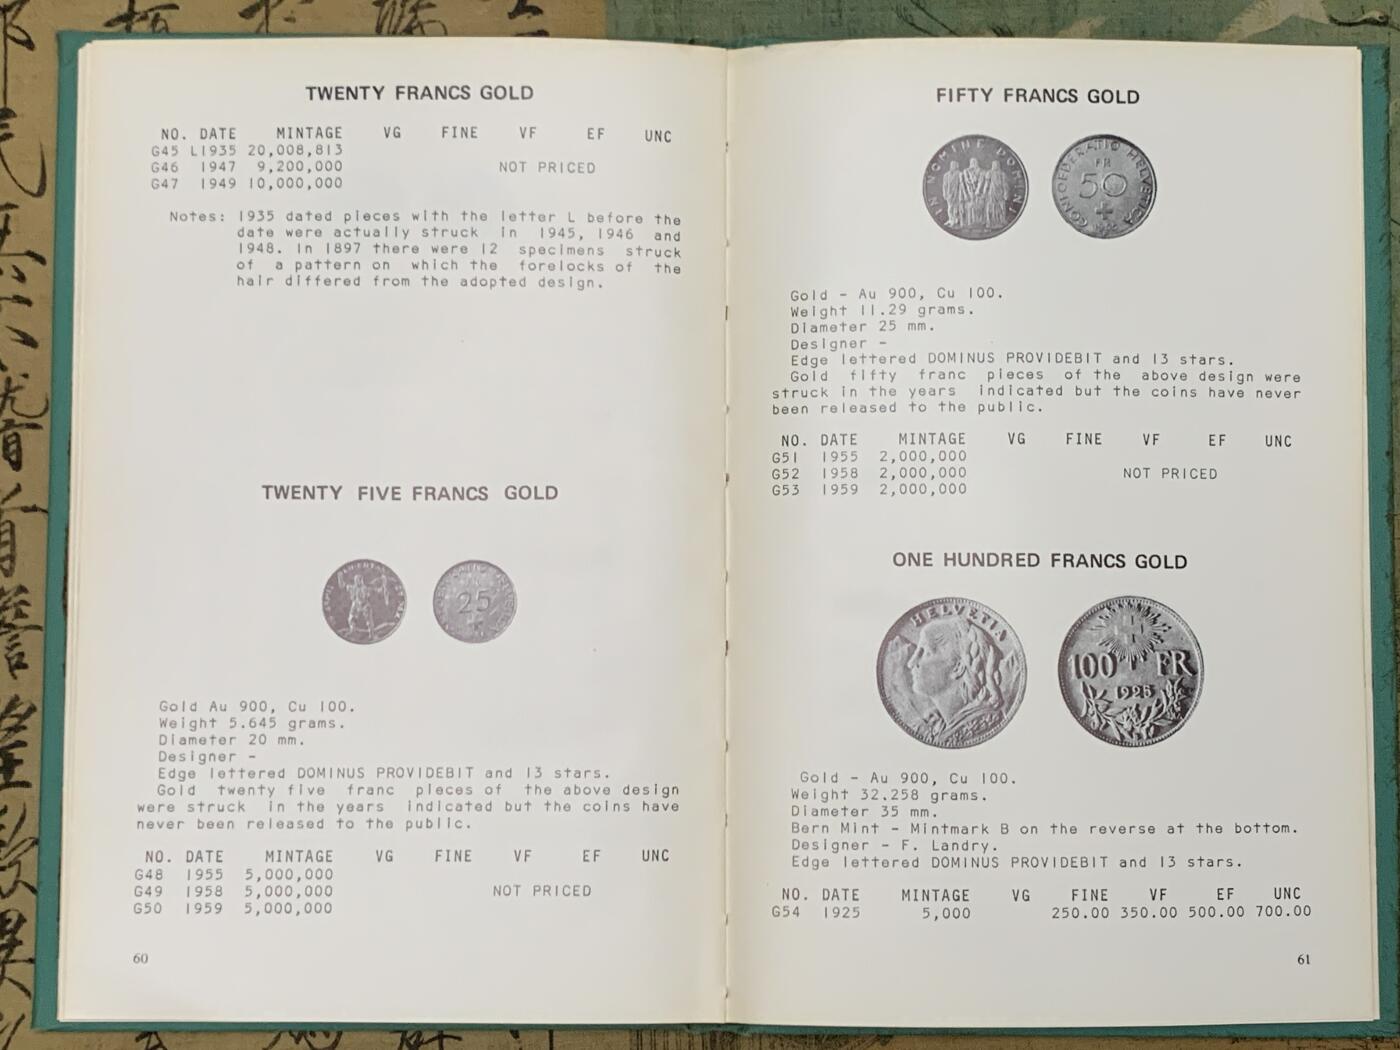 TWENTY FRANCS GOLD
NO. DATE MINTAGE VG FINE VF EF UNC
G45 L1935 20,008,813
G46 1947 9,200,000 NOT PRICED
G47 1949 10,000,000
Notes: 1935 dated pieces with the letter L before the
date were actually struck in 1945, 1946 and
1948. In 1897 there were 12 specimens struck
of a pattern on which the forelocks of the
hair differed from the adopted design.
TWENTY FIVE FRANCS GOLD
25
Gold Au 900, Cu 100.
Weight 5.645 grams.
Diameter 20 mm.
Designer -
Edge lettered DOMINUS PROVIDEBIT and 13 stars.
Gold twenty five franc pieces of the above design
were struck in the years indicated but the coins have
never been released to the public.
NO. DATE MINTAGE VG FINE VF EF UNC
G48 1955 5,000,000
G49 1958 5,000,000 NOT PRICED
G50 1959 5,000,000
60
FIFTY FRANCS GOLD
IN NOMINE DOMINI
CONFOEDERATIO HELVETICA
FR
50
Gold - Au 900, Cu 100.
Weight 11.29 grams.
Diameter 25 mm.
Designer -
Edge lettered DOMINUS PROVIDEBIT and 13 stars.
Gold fifty franc pieces of the above design were
struck in the years indicated but the coins have never
been released to the public.
NO. DATE MINTAGE VG FINE VF EF UNC
G51 1955 2,000,000
G52 1958 2,000,000 NOT PRICED
G53 1959 2,000,000
ONE HUNDRED FRANCS GOLD
HELVETIA
100 FR
1925
Gold - Au 900, Cu 100.
Weight 32.258 grams.
Diameter 35 mm.
Bern Mint - Mintmark B on the reverse at the bottom.
Designer - F. Landry.
Edge lettered DOMINUS PROVIDEBIT and 13 stars.
NO. DATE MINTAGE VG FINE VF EF UNC
G54 1925 5,000 250.00 350.00 500.00 700.00
61